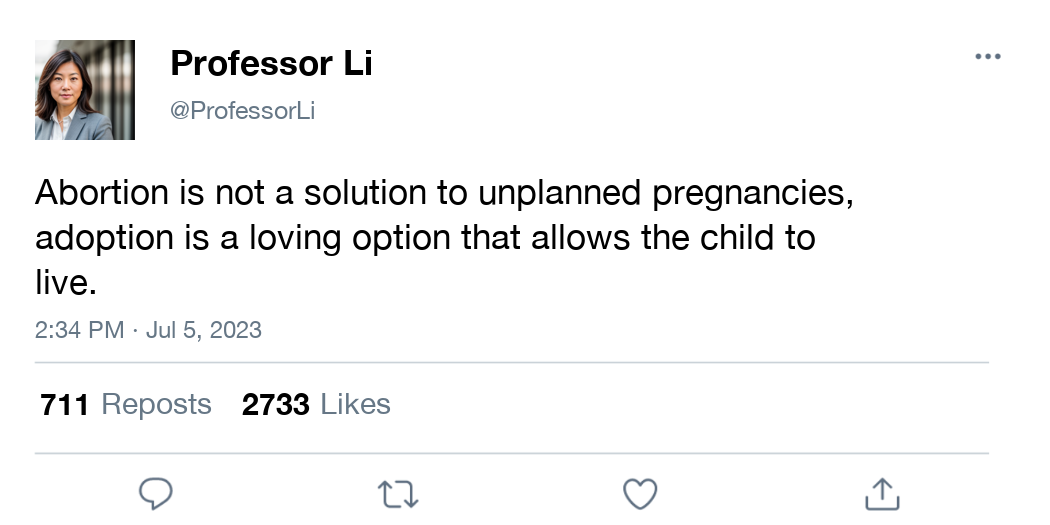 Professor Li
@ProfessorLi
Abortion is not a solution to unplanned pregnancies,
adoption is a loving option that allows the child to
live.
2:34 PM · Jul 5, 2023
711 Reposts 2733 Likes